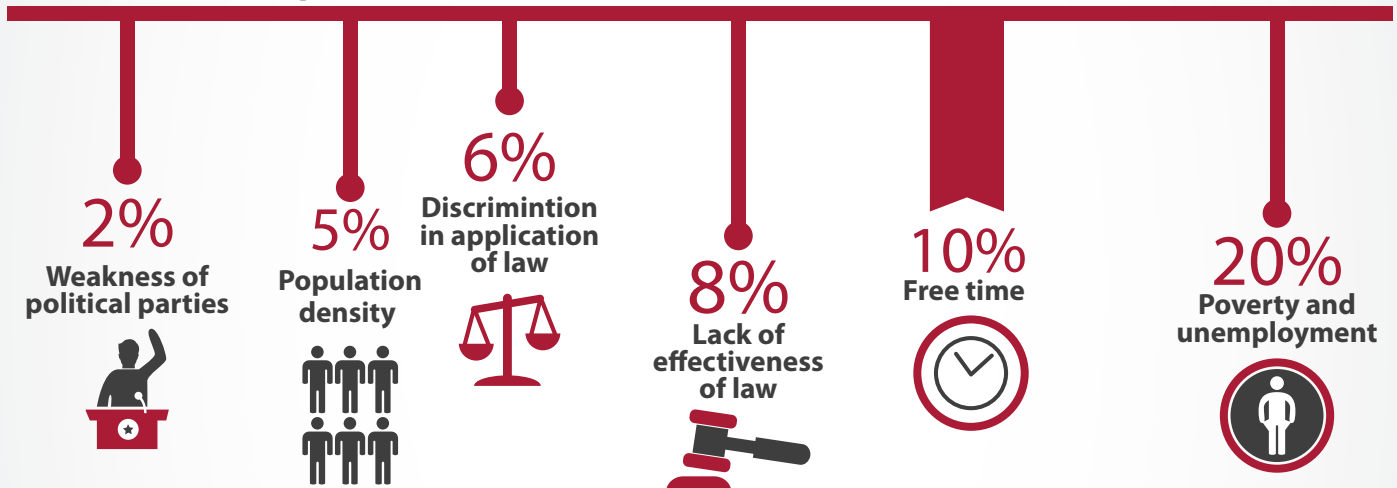 2%
Weakness of
political parties
5%
Population
density
6%
Discrimintion
in application
of law
8%
Lack of
effectiveness
of law
10%
Free time
20%
Poverty and
unemployment